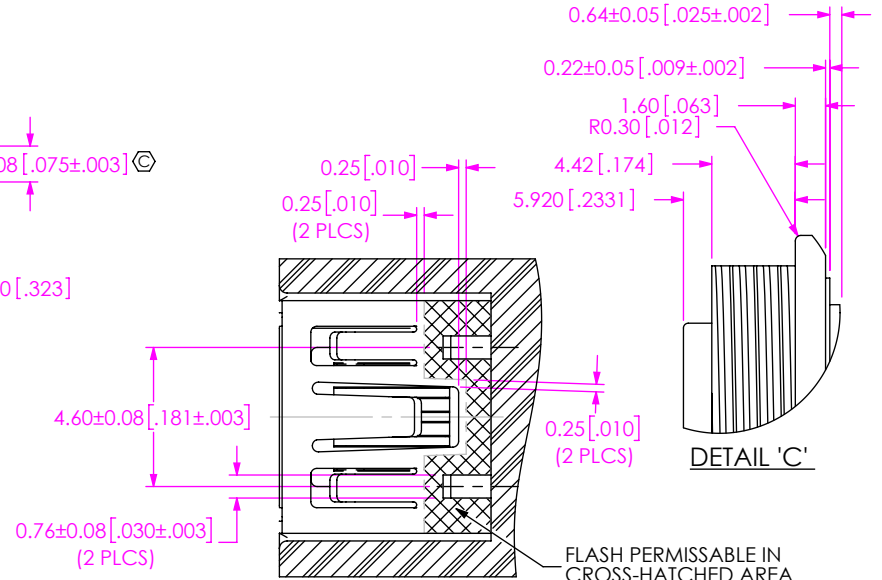 0.64±0.05 [.025±.002]
0.22±0.05 [.009±.002]
1.60 [.063]
R0.30 [.012]
08 [.075±.003] C
0.25 [.010]
4.42 [.174]
0.25 [.010]
(2 PLCS)
5.920 [.2331]
0 [.323]
4.60±0.08 [.181±.003]
0.25 [.010]
(2 PLCS)
DETAIL 'C'
0.76±0.08 [.030±.003]
(2 PLCS)
FLASH PERMISSABLE IN
CROSS-HATCHED AREA